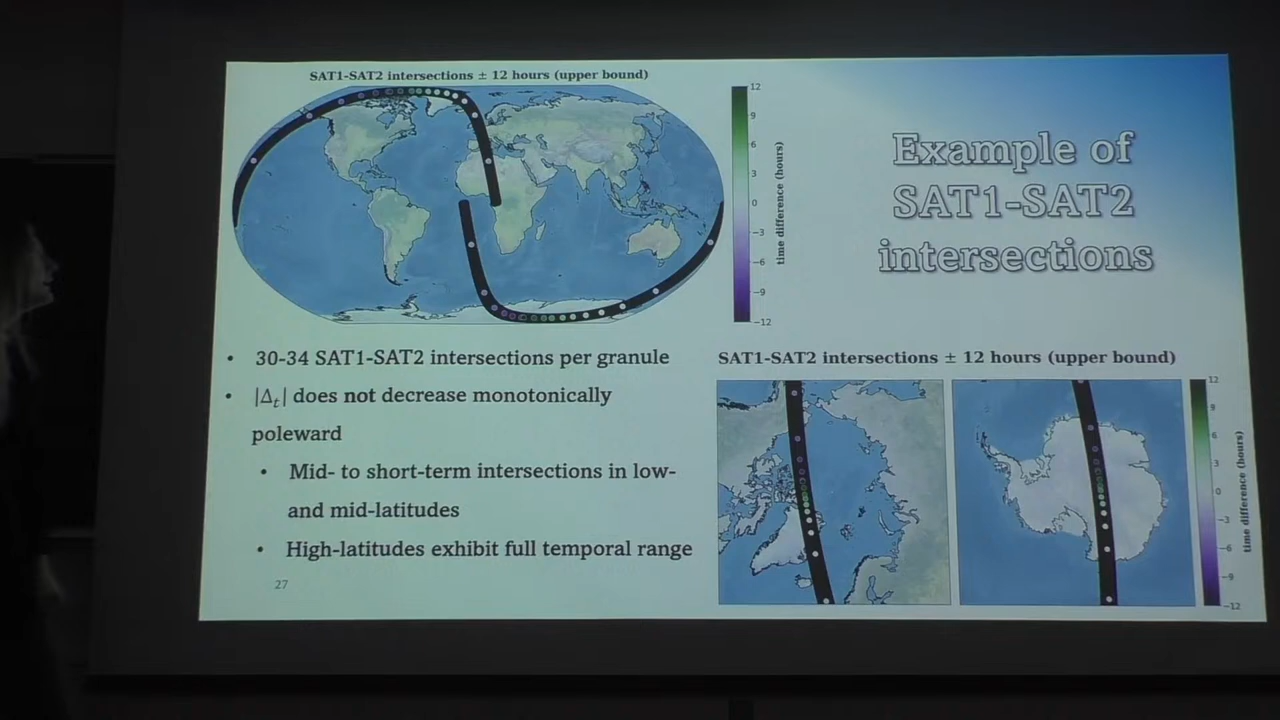 SAT1-SAT2 intersections ± 12 hours (upper bound)
12
9
6
3
0
−3
−6
−9
−12
time difference (hours)
Example of
SAT1-SAT2
intersections
• 30-34 SAT1-SAT2 intersections per granule
• |Δt| does not decrease monotonically
poleward
• Mid- to short-term intersections in low-
and mid-latitudes
• High-latitudes exhibit full temporal range
27
SAT1-SAT2 intersections ± 12 hours (upper bound)
12
9
6
3
0
−3
−6
−9
−12
time difference (hours)